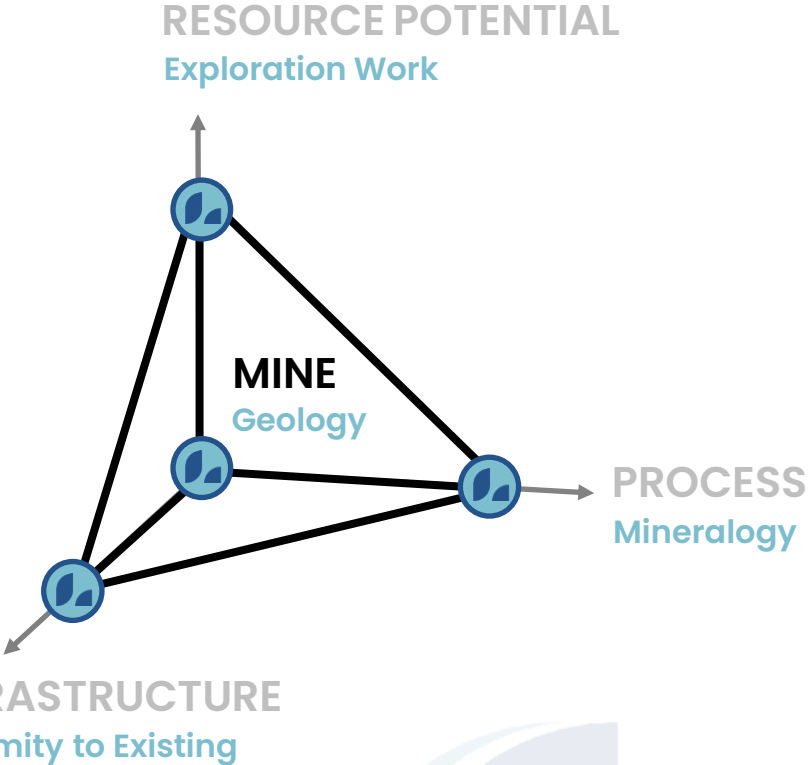 RESOURCE POTENTIAL
Exploration Work
MINE
Geology
PROCESS
Mineralogy
RASTRUCTURE
mity to Existing